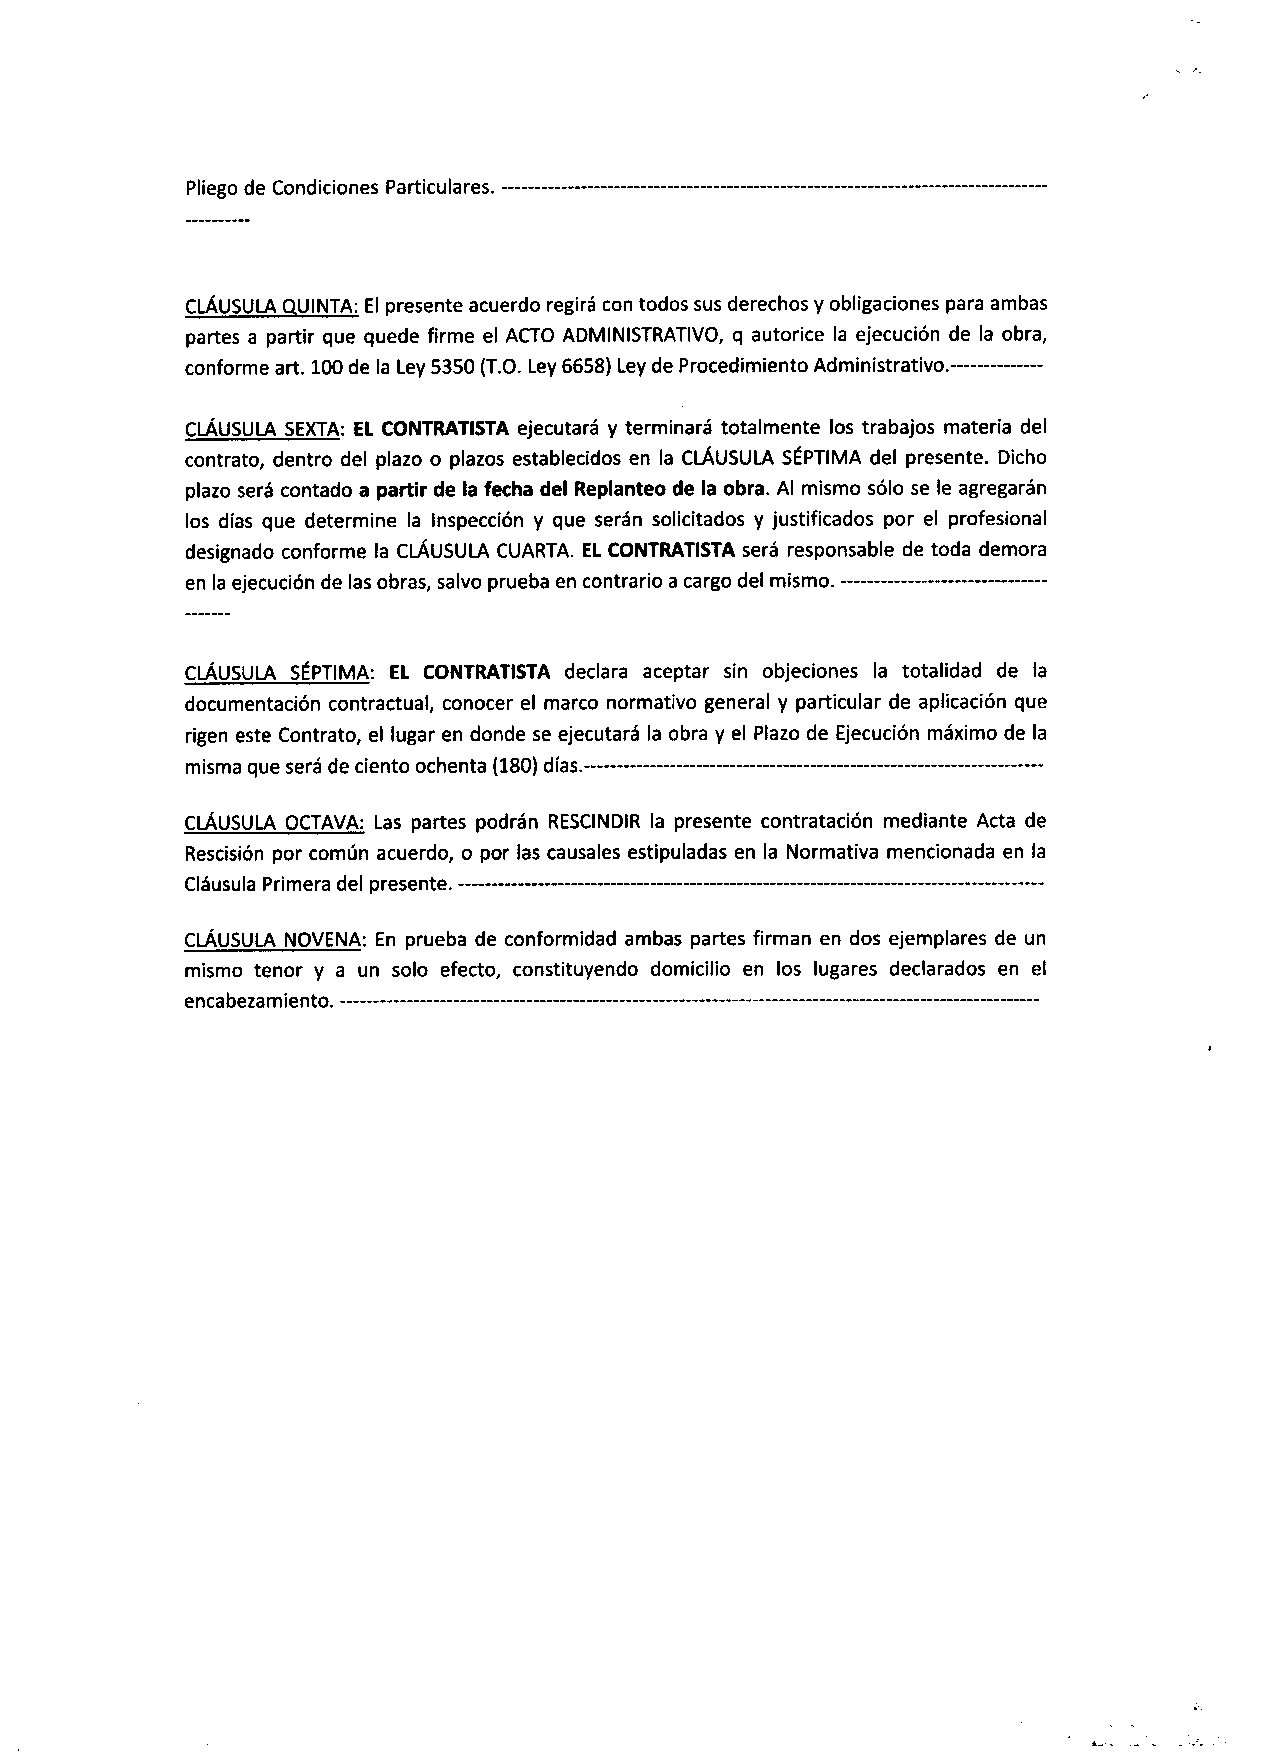 Pliego de Condiciones Particulares. ----------------------------------------------------------------------------------
----------
CLÁUSULA QUINTA: El presente acuerdo regirá con todos sus derechos y obligaciones para ambas
partes a partir que quede firme el ACTO ADMINISTRATIVO, q autorice la ejecución de la obra,
conforme art. 100 de la Ley 5350 (T.O. Ley 6658) Ley de Procedimiento Administrativo.--------------
CLÁUSULA SEXTA: EL CONTRATISTA ejecutará y terminará totalmente los trabajos materia del
contrato, dentro del plazo o plazos establecidos en la CLÁUSULA SÉPTIMA del presente. Dicho
plazo será contado a partir de la fecha del Replanteo de la obra. Al mismo sólo se le agregarán
los días que determine la Inspección y que serán solicitados y justificados por el profesional
designado conforme la CLÁUSULA CUARTA. EL CONTRATISTA será responsable de toda demora
en la ejecución de las obras, salvo prueba en contrario a cargo del mismo. -------------------------------
-------
CLÁUSULA SÉPTIMA: EL CONTRATISTA declara aceptar sin objeciones la totalidad de la
documentación contractual, conocer el marco normativo general y particular de aplicación que
rigen este Contrato, el lugar en donde se ejecutará la obra y el Plazo de Ejecución máximo de la
misma que será de ciento ochenta (180) días.---------------------------------------------------------------------
CLÁUSULA OCTAVA: Las partes podrán RESCINDIR la presente contratación mediante Acta de
Rescisión por común acuerdo, o por las causales estipuladas en la Normativa mencionada en la
Cláusula Primera del presente. ----------------------------------------------------------------------------------------
CLÁUSULA NOVENA: En prueba de conformidad ambas partes firman en dos ejemplares de un
mismo tenor y a un solo efecto, constituyendo domicilio en los lugares declarados en el
encabezamiento. ---------------------------------------------------------------------------------------------------------